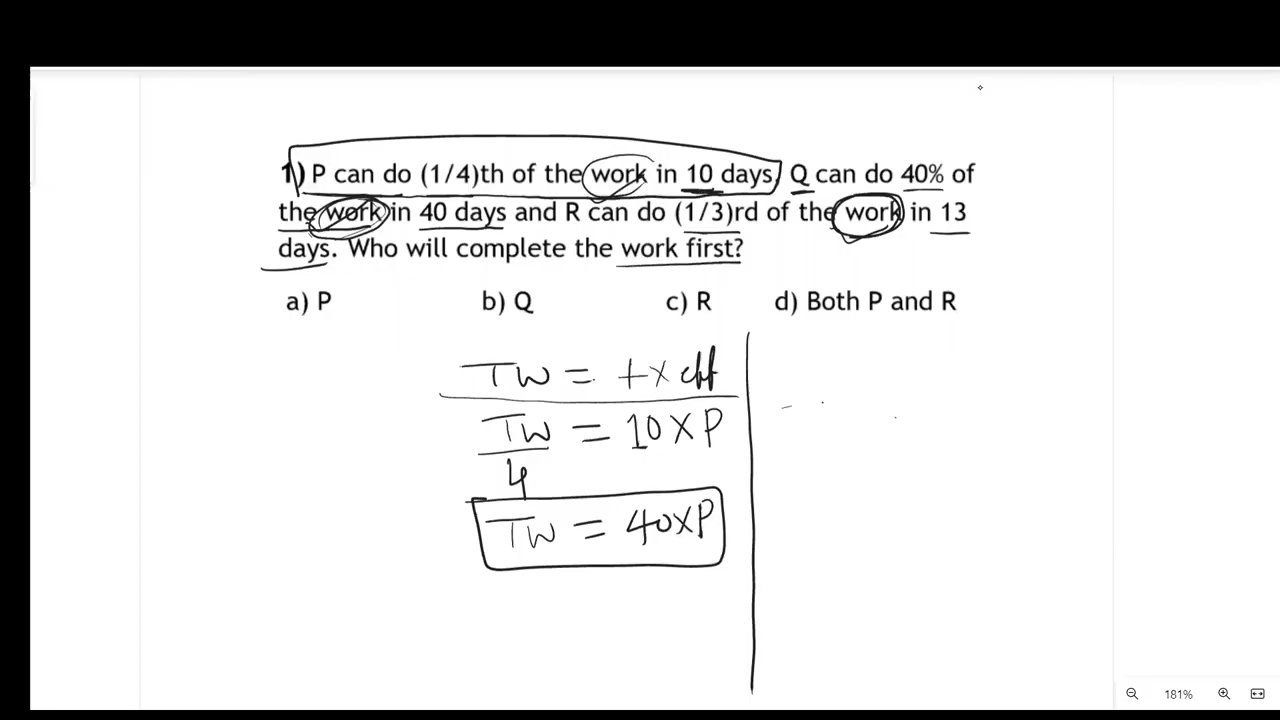 1) P can do (1/4)th of the work in 10 days. Q can do 40% of
the work in 40 days and R can do (1/3)rd of the work in 13
days. Who will complete the work first?
a) P b) Q c) R d) Both P and R
TW = t x eff
TW/4 = 10 x P
TW = 40 x P
181%